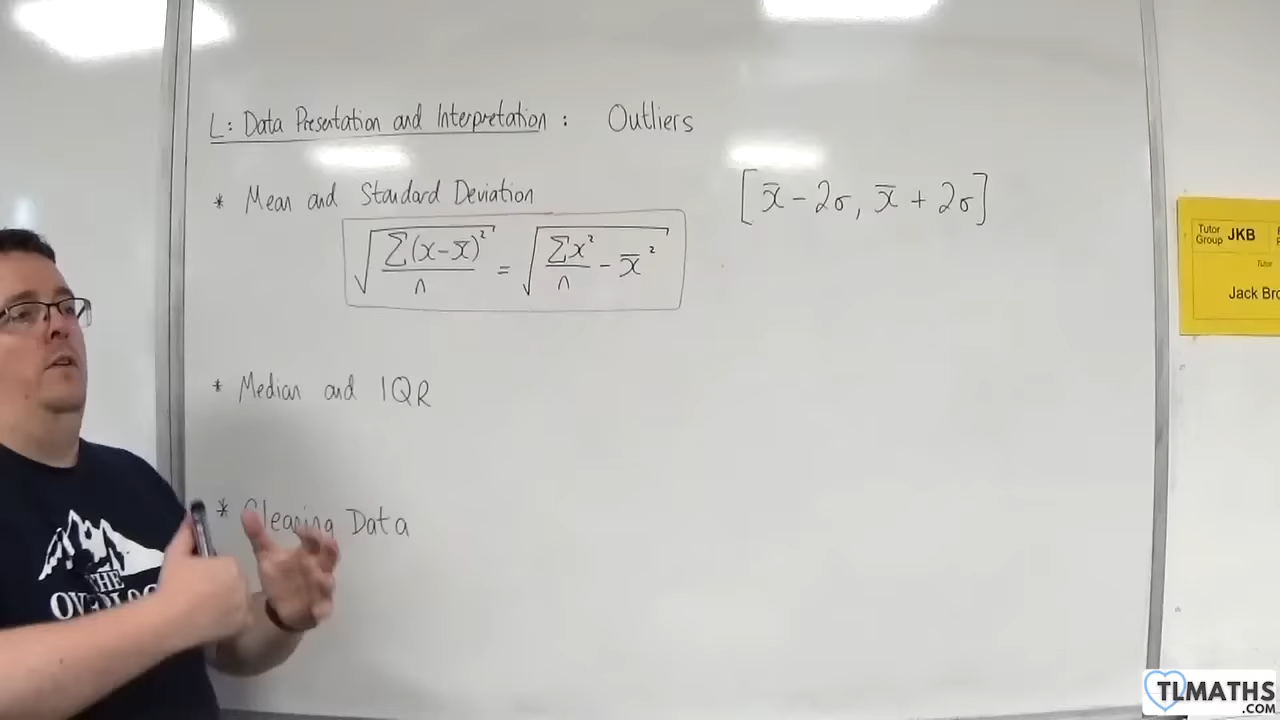 L: Data Presentation and Interpretation : Outliers
* Mean and Standard Deviation
[x̄ − 2σ, x̄ + 2σ]
√(Σ(x−x̄)²/n) = √(Σx²/n − x̄²)
* Median and IQR
* Cleaning Data
Tutor Group JKB
Tutor
Jack Bro
THE
TLMATHS
.COM